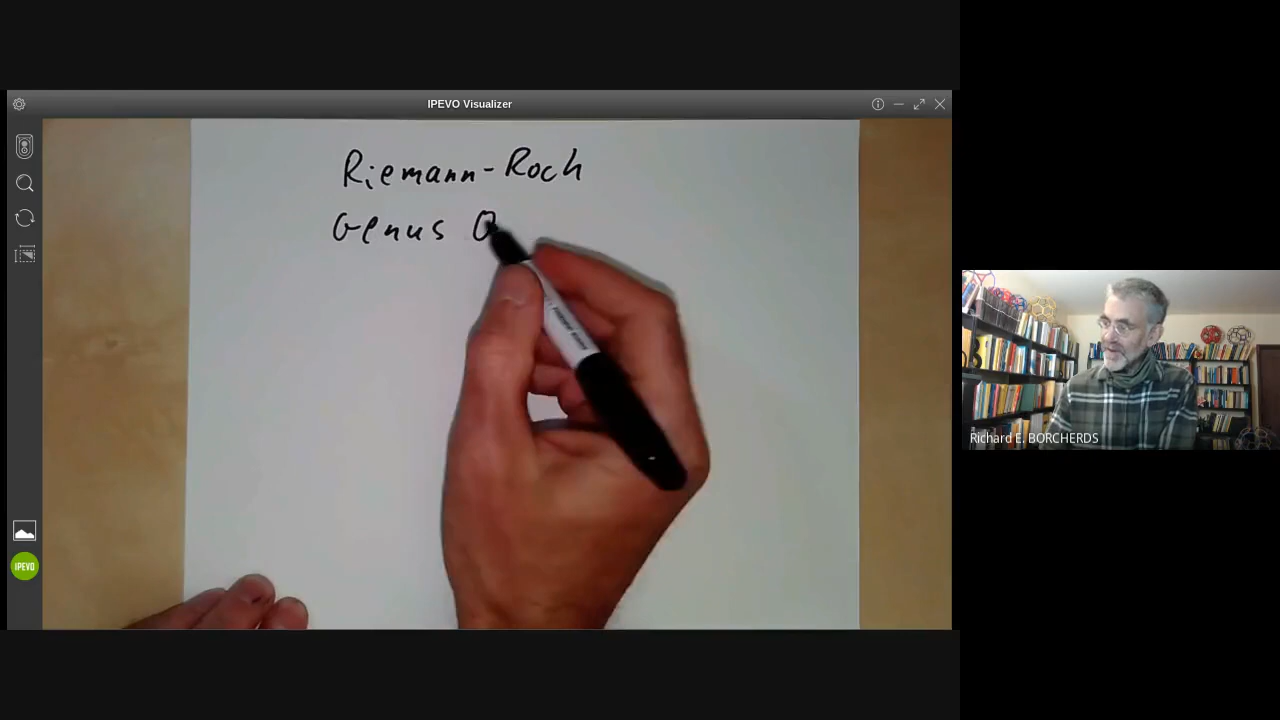 IPEVO Visualizer
Riemann-Roch
Genus 0
IPEVO
Richard E. BORCHERDS